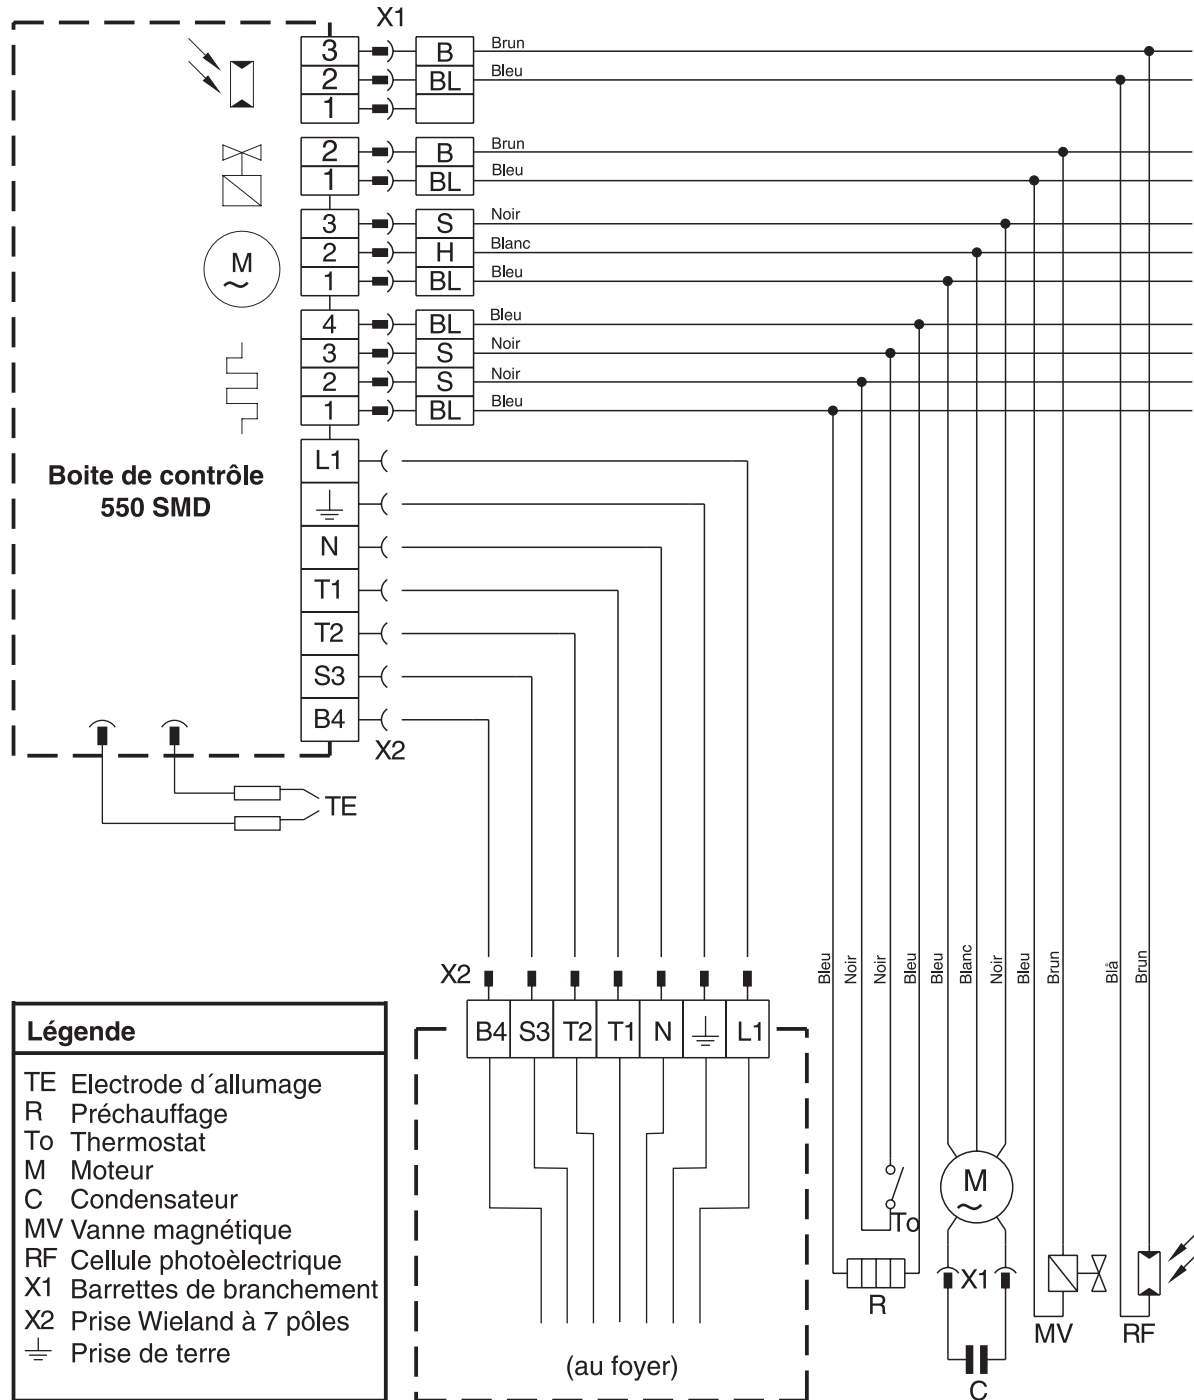 X1
3 B Brun
2 BL Bleu
1
2 B Brun
1 BL Bleu
3 S Noir
2 H Blanc
1 BL Bleu
M
4 BL Bleu
3 S Noir
2 S Noir
1 BL Bleu
Boite de contrôle
550 SMD
L1
N
T1
T2
S3
B4
X2
TE
Bleu Noir Noir Bleu Bleu Blanc Noir Bleu Brun Blå Brun
X2
B4 S3 T2 T1 N L1
(au foyer)
To
R
M
X1
C
MV
RF
Légende
TE Electrode d´allumage
R Préchauffage
To Thermostat
M Moteur
C Condensateur
MV Vanne magnétique
RF Cellule photoèlectrique
X1 Barrettes de branchement
X2 Prise Wieland à 7 pôles
Prise de terre